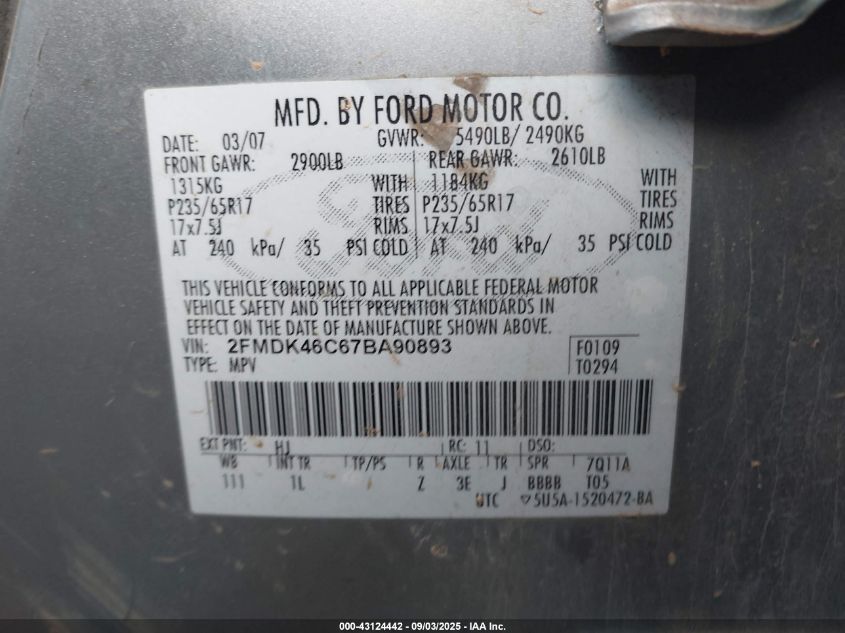 MFD. BY FORD MOTOR CO.
DATE: 03/07 GVWR: 5490LB/ 2490KG
FRONT GAWR: 2900LB REAR GAWR: 2610LB
1315KG WITH 1184KG WITH
P235/65R17 TIRES P235/65R17 TIRES
17x7.5J RIMS 17x7.5J RIMS
AT 240 kPa/ 35 PSI COLD AT 240 kPa/ 35 PSI COLD
THIS VEHICLE CONFORMS TO ALL APPLICABLE FEDERAL MOTOR
VEHICLE SAFETY AND THEFT PREVENTION STANDARDS IN
EFFECT ON THE DATE OF MANUFACTURE SHOWN ABOVE.
VIN: 2FMDK46C67BA90893 F0109
TYPE: MPV T0294
EXT PNT: HJ RC: 11 DSO:
WB INT TR TP/PS R AXLE TR SPR 7Q11A
111 1L / Z 3E J BBBB T05
UTC 5U5A-1520472-BA
000-43124442 - 09/03/2025 - IAA Inc.